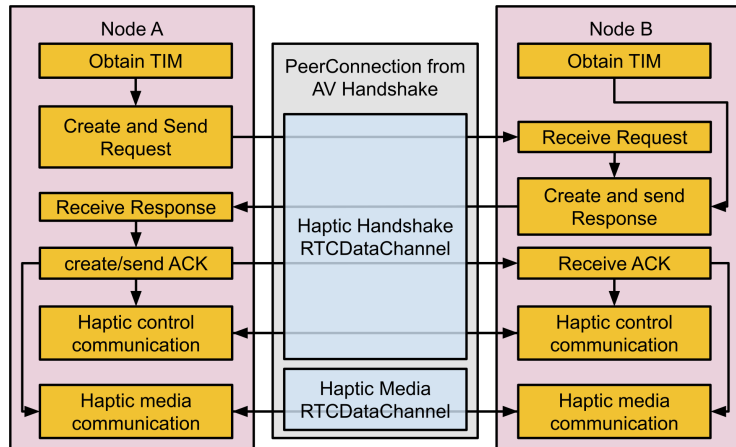 Node A
Obtain TIM
Create and Send
Request
Receive Response
create/send ACK
Haptic control
communication
Haptic media
communication
PeerConnection from
AV Handshake
Haptic Handshake
RTCDataChannel
Haptic Media
RTCDataChannel
Node B
Obtain TIM
Receive Request
Create and send
Response
Receive ACK
Haptic control
communication
Haptic media
communication